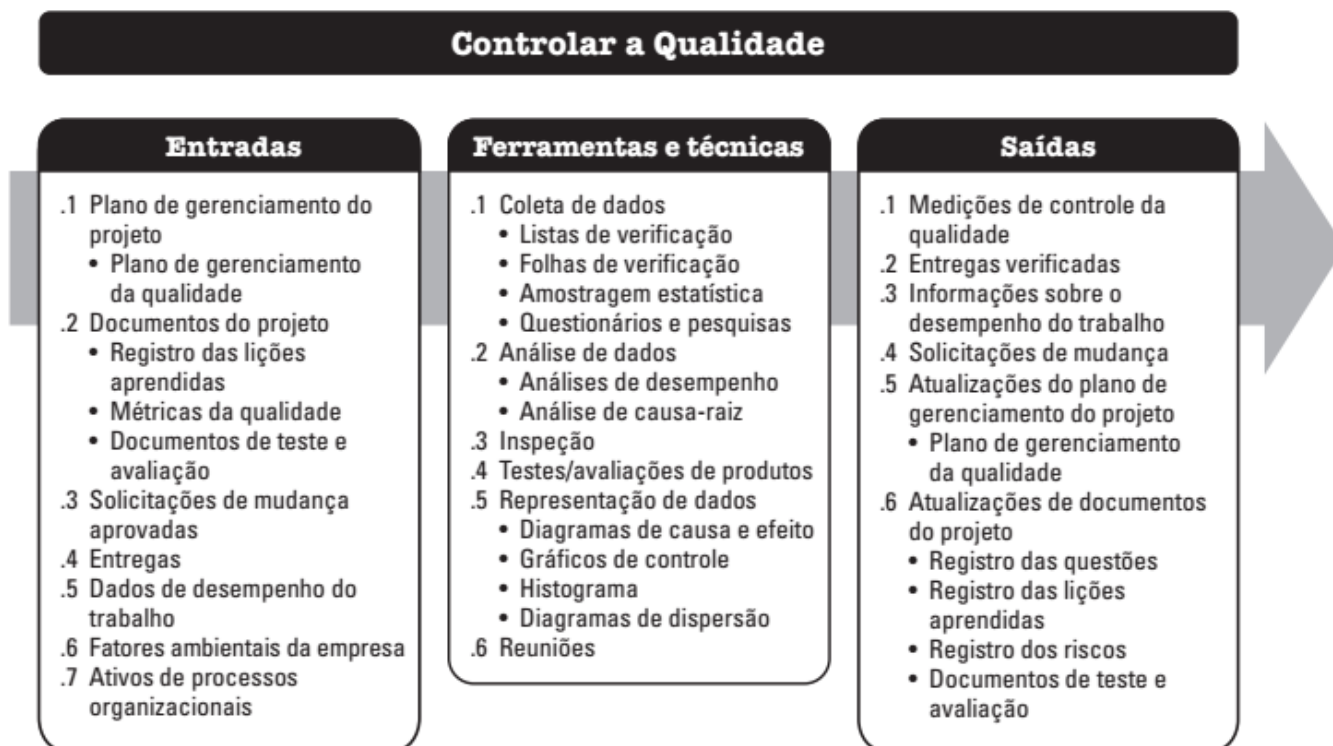 Controlar a Qualidade
Entradas
.1 Plano de gerenciamento do
projeto
• Plano de gerenciamento
da qualidade
.2 Documentos do projeto
• Registro das lições
aprendidas
• Métricas da qualidade
• Documentos de teste e
avaliação
.3 Solicitações de mudança
aprovadas
.4 Entregas
.5 Dados de desempenho do
trabalho
.6 Fatores ambientais da empresa
.7 Ativos de processos
organizacionais
Ferramentas e técnicas
.1 Coleta de dados
• Listas de verificação
• Folhas de verificação
• Amostragem estatística
• Questionários e pesquisas
.2 Análise de dados
• Análises de desempenho
• Análise de causa-raiz
.3 Inspeção
.4 Testes/avaliações de produtos
.5 Representação de dados
• Diagramas de causa e efeito
• Gráficos de controle
• Histograma
• Diagramas de dispersão
.6 Reuniões
Saídas
.1 Medições de controle da
qualidade
.2 Entregas verificadas
.3 Informações sobre o
desempenho do trabalho
.4 Solicitações de mudança
.5 Atualizações do plano de
gerenciamento do projeto
• Plano de gerenciamento
da qualidade
.6 Atualizações de documentos
do projeto
• Registro das questões
• Registro das lições
aprendidas
• Registro dos riscos
• Documentos de teste e
avaliação